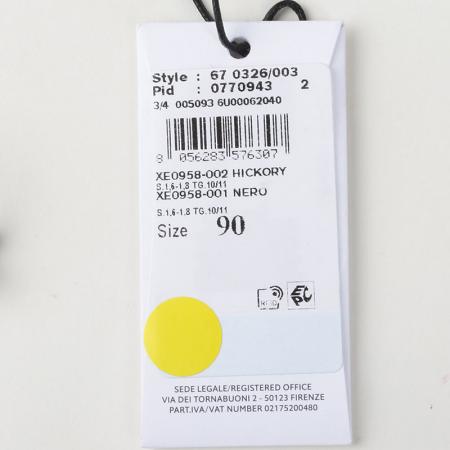 Style : 67 0326/003
Pid : 0770943 2
3/4 005093 6U00062040
8 056283 576307
XE0958-002 HICKORY
S.1,6-1,8 TG.10/11
XE0958-001 NERO
S.1,6-1,8 TG.10/11
Size 90
RFID EPC
SEDE LEGALE/REGISTERED OFFICE
VIA DEI TORNABUONI 2 - 50123 FIRENZE
PART.IVA/VAT NUMBER 02175200480